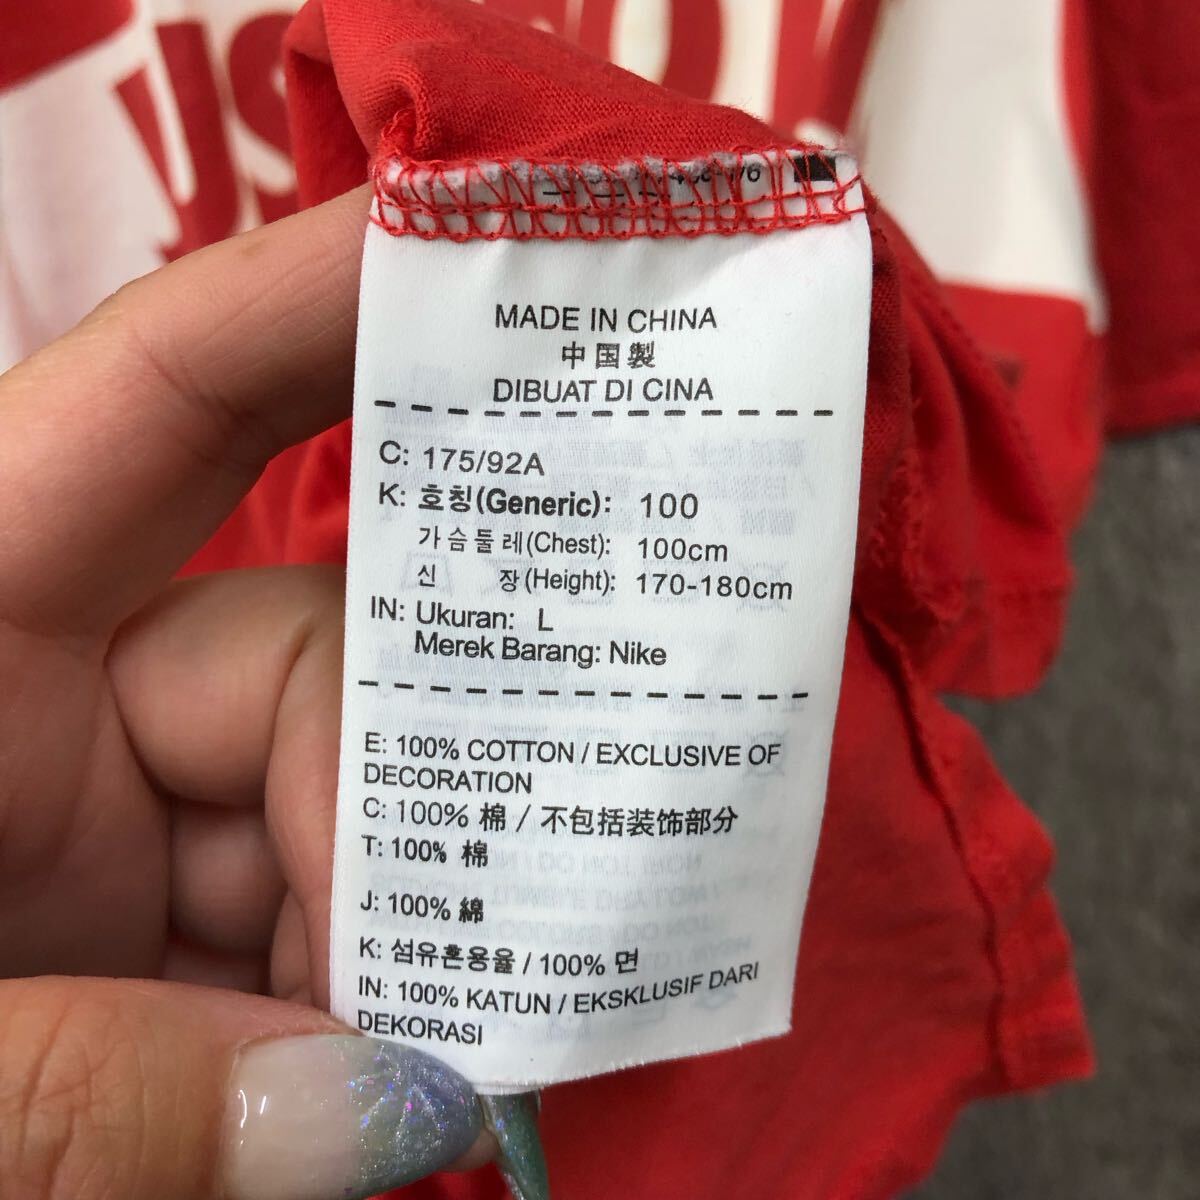 MADE IN CHINA
中国製
DIBUAT DI CINA
C: 175/92A
K: 호칭(Generic): 100
가슴둘레(Chest): 100cm
신 장(Height): 170-180cm
IN: Ukuran: L
Merek Barang: Nike
E: 100% COTTON / EXCLUSIVE OF
DECORATION
C: 100% 棉 / 不包括装饰部分
T: 100% 棉
J: 100% 綿
K: 섬유혼용율 / 100% 면
IN: 100% KATUN / EKSKLUSIF DARI
DEKORASI